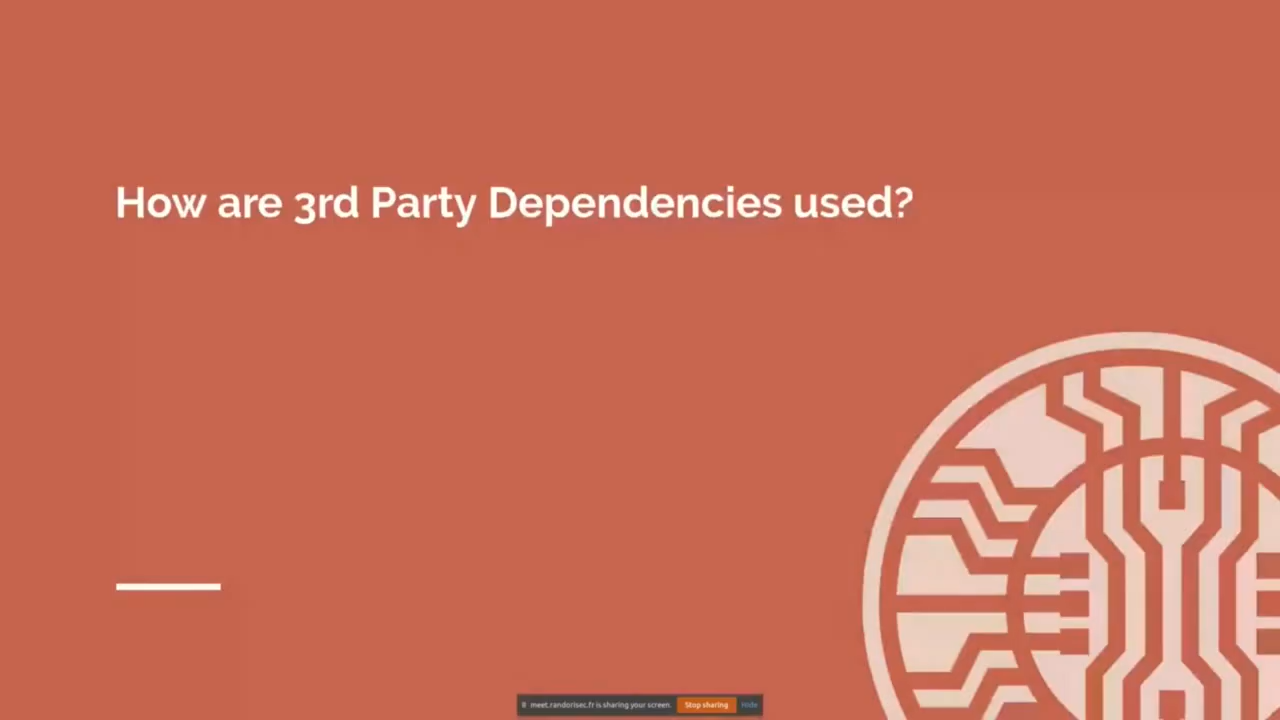 How are 3rd Party Dependencies used?
meet.randorisec.fr is sharing your screen. Stop sharing Hide